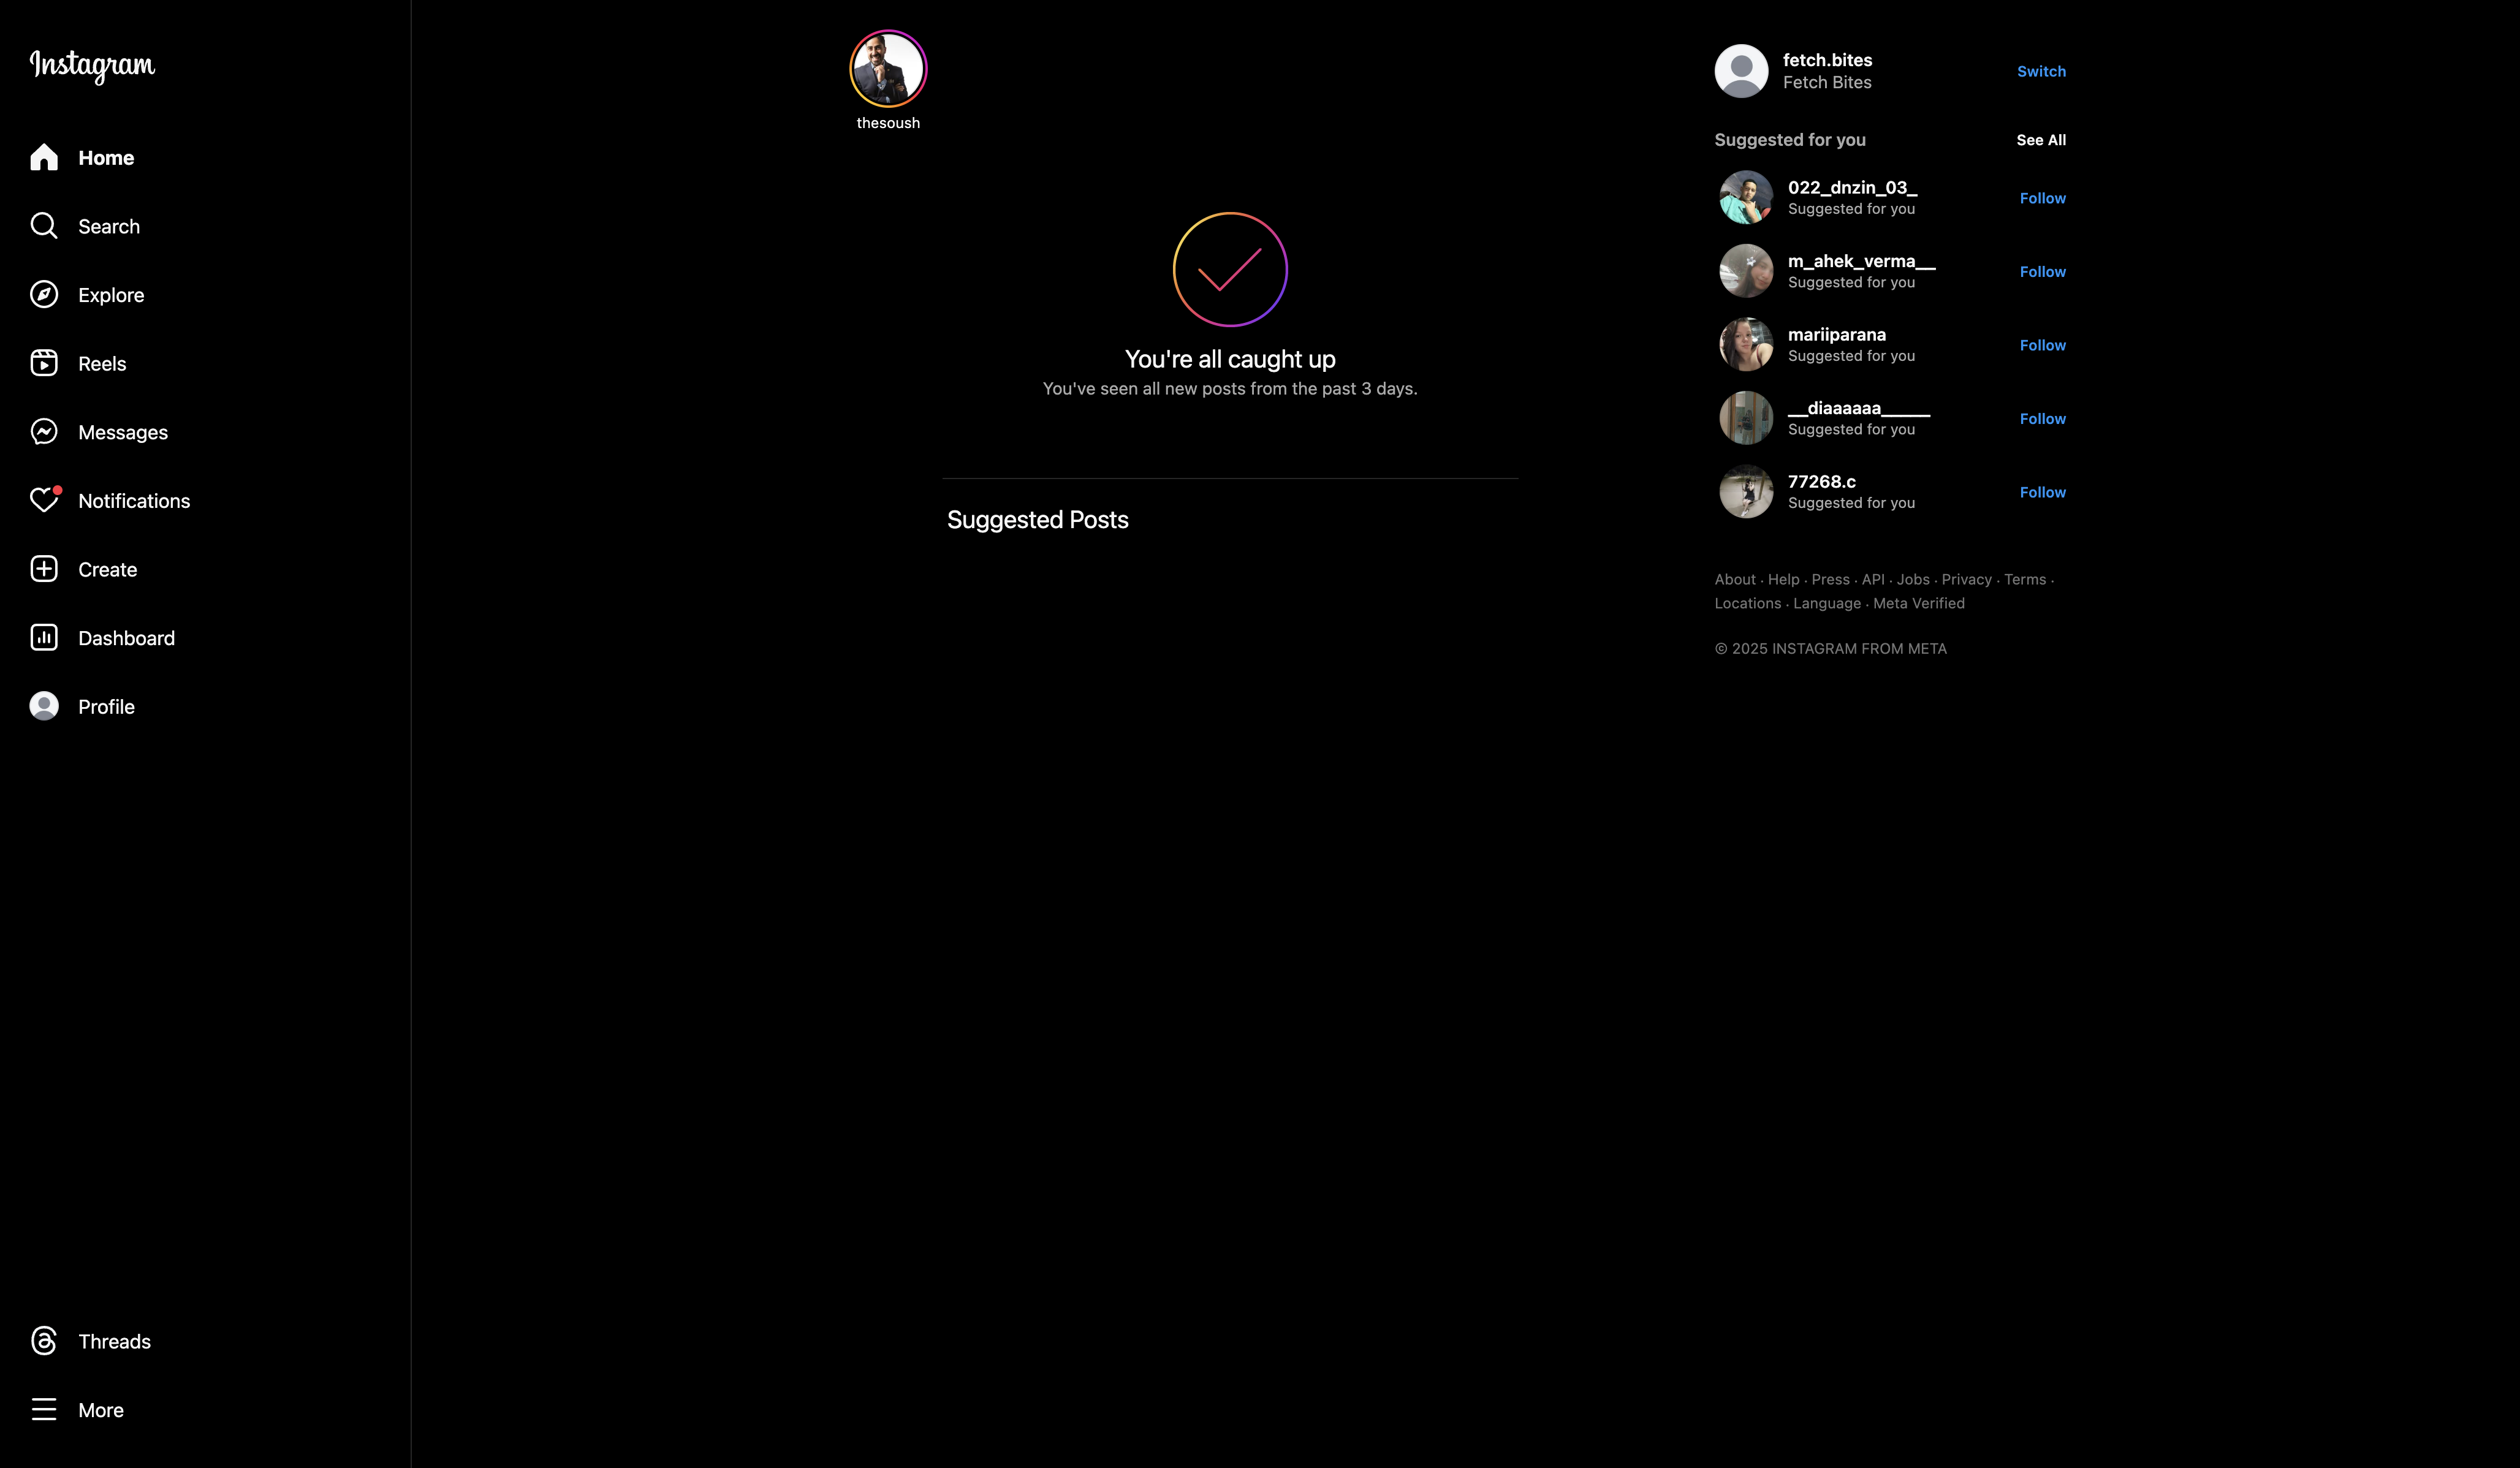 Instagram
Home
Search
Explore
Reels
Messages
Notifications
Create
Dashboard
Profile
Threads
More
thesoush
You're all caught up
You've seen all new posts from the past 3 days.
Suggested Posts
fetch.bites
Fetch Bites
Switch
Suggested for you
See All
022_dnzin_03_
Suggested for you
Follow
m_ahek_verma__
Suggested for you
Follow
mariiparana
Suggested for you
Follow
__diaaaaaa_____
Suggested for you
Follow
77268.c
Suggested for you
Follow
About · Help · Press · API · Jobs · Privacy · Terms ·
Locations · Language · Meta Verified
© 2025 INSTAGRAM FROM META